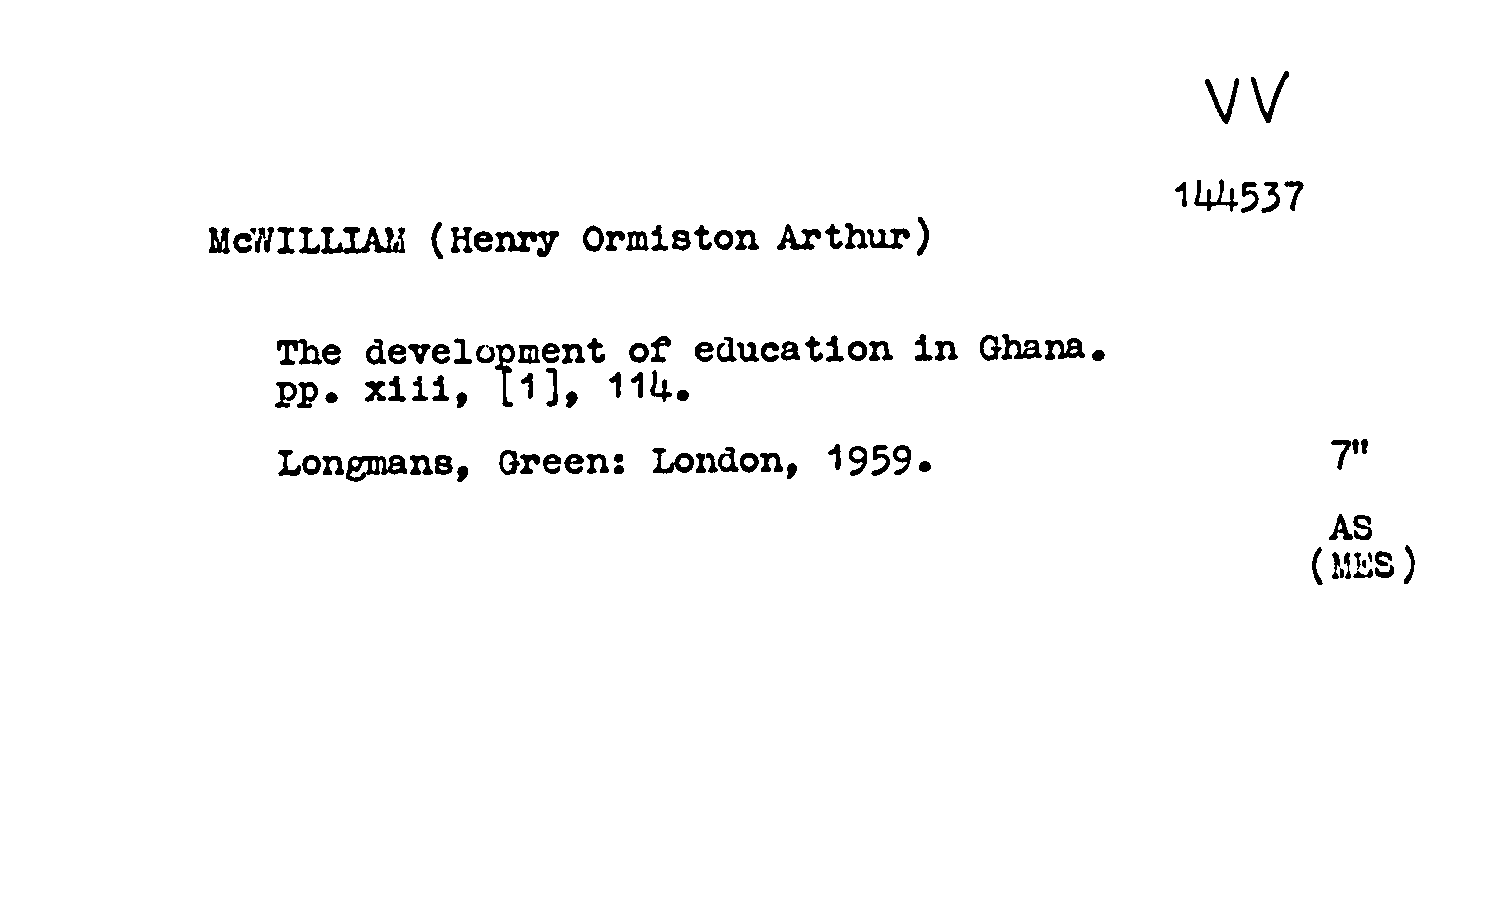 VV
144537
McWILLIAM (Henry Ormiston Arthur)
The development of education in Ghana.
pp. xiii, [1], 114.
Longmans, Green: London, 1959.
7"
AS
(MES)